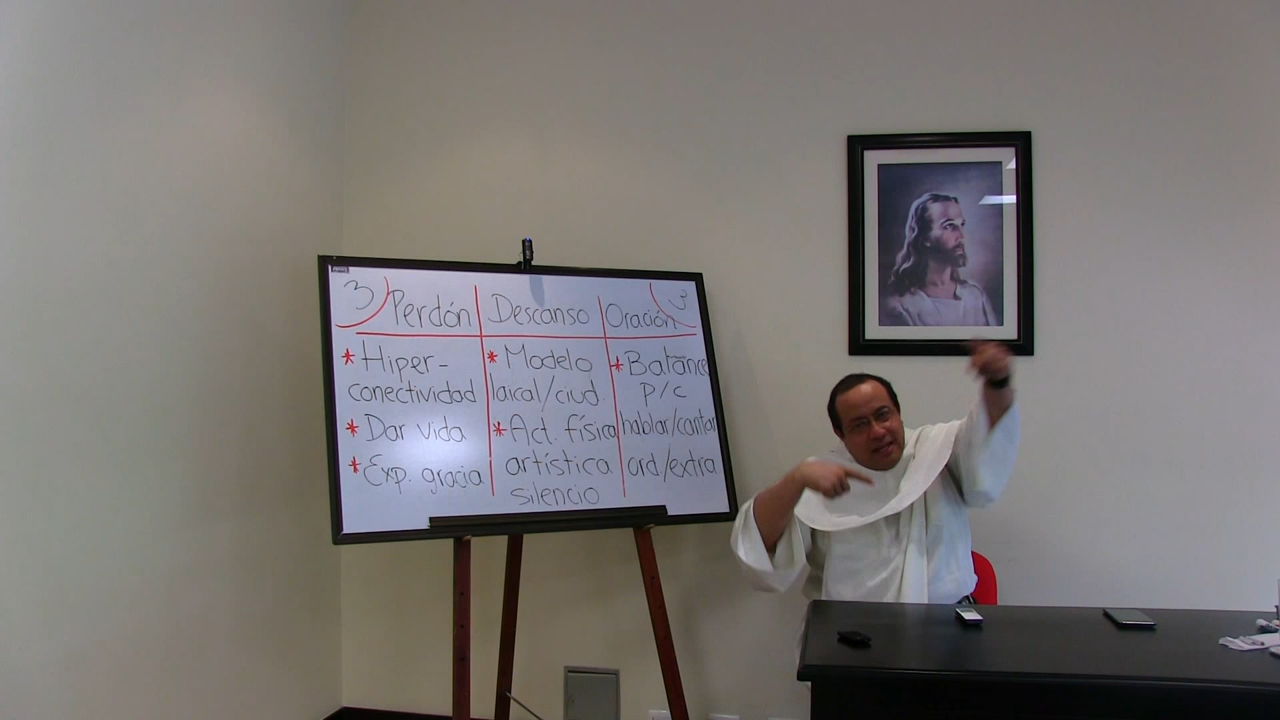 3 Perdón Descanso Oración 3
* Hiper-
conectividad
* Dar vida
* Exp. gracia
* Modelo
laical/ciud.
* Act. física
artística
silencio
* Balance
P/C
hablar/cantar
ord/extra